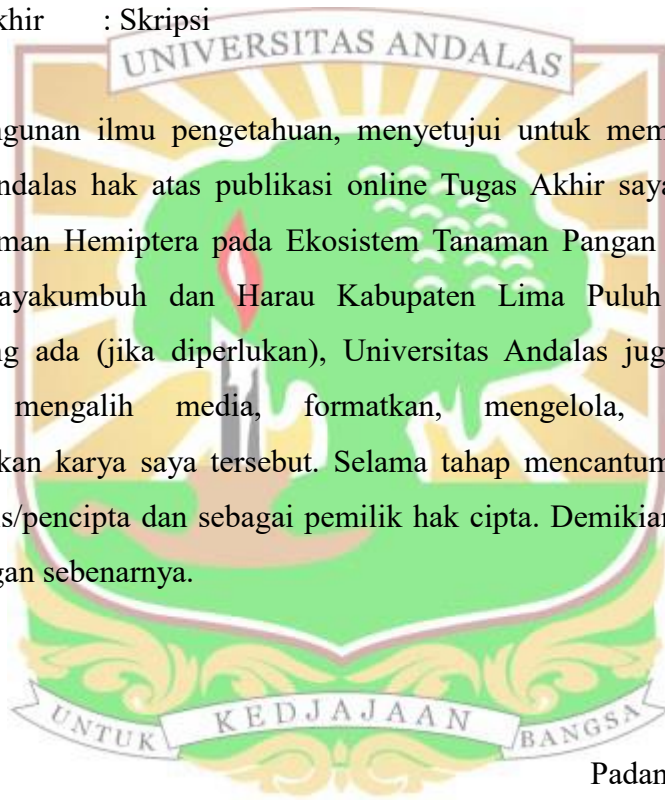 khir : Skripsi
UNIVERSITAS ANDALAS
ngunan ilmu pengetahuan, menyetujui untuk mem
ndalas hak atas publikasi online Tugas Akhir saya
man Hemiptera pada Ekosistem Tanaman Pangan
ayakumbuh dan Harau Kabupaten Lima Puluh
ng ada (jika diperlukan), Universitas Andalas jug
mengalih media, formatkan, mengelola,
kan karya saya tersebut. Selama tahap mencantum
s/pencipta dan sebagai pemilik hak cipta. Demikian
gan sebenarnya.
UNTUK KEDJAJAAN BANGSA
Padan